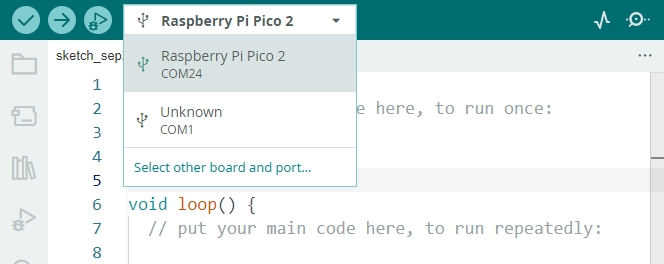 Raspberry Pi Pico 2
Raspberry Pi Pico 2
COM24
Unknown
COM1
Select other board and port...
sketch_sep
...
1
2 e here, to run once:
3
4
5
6 void loop() {
7 // put your main code here, to run repeatedly:
8